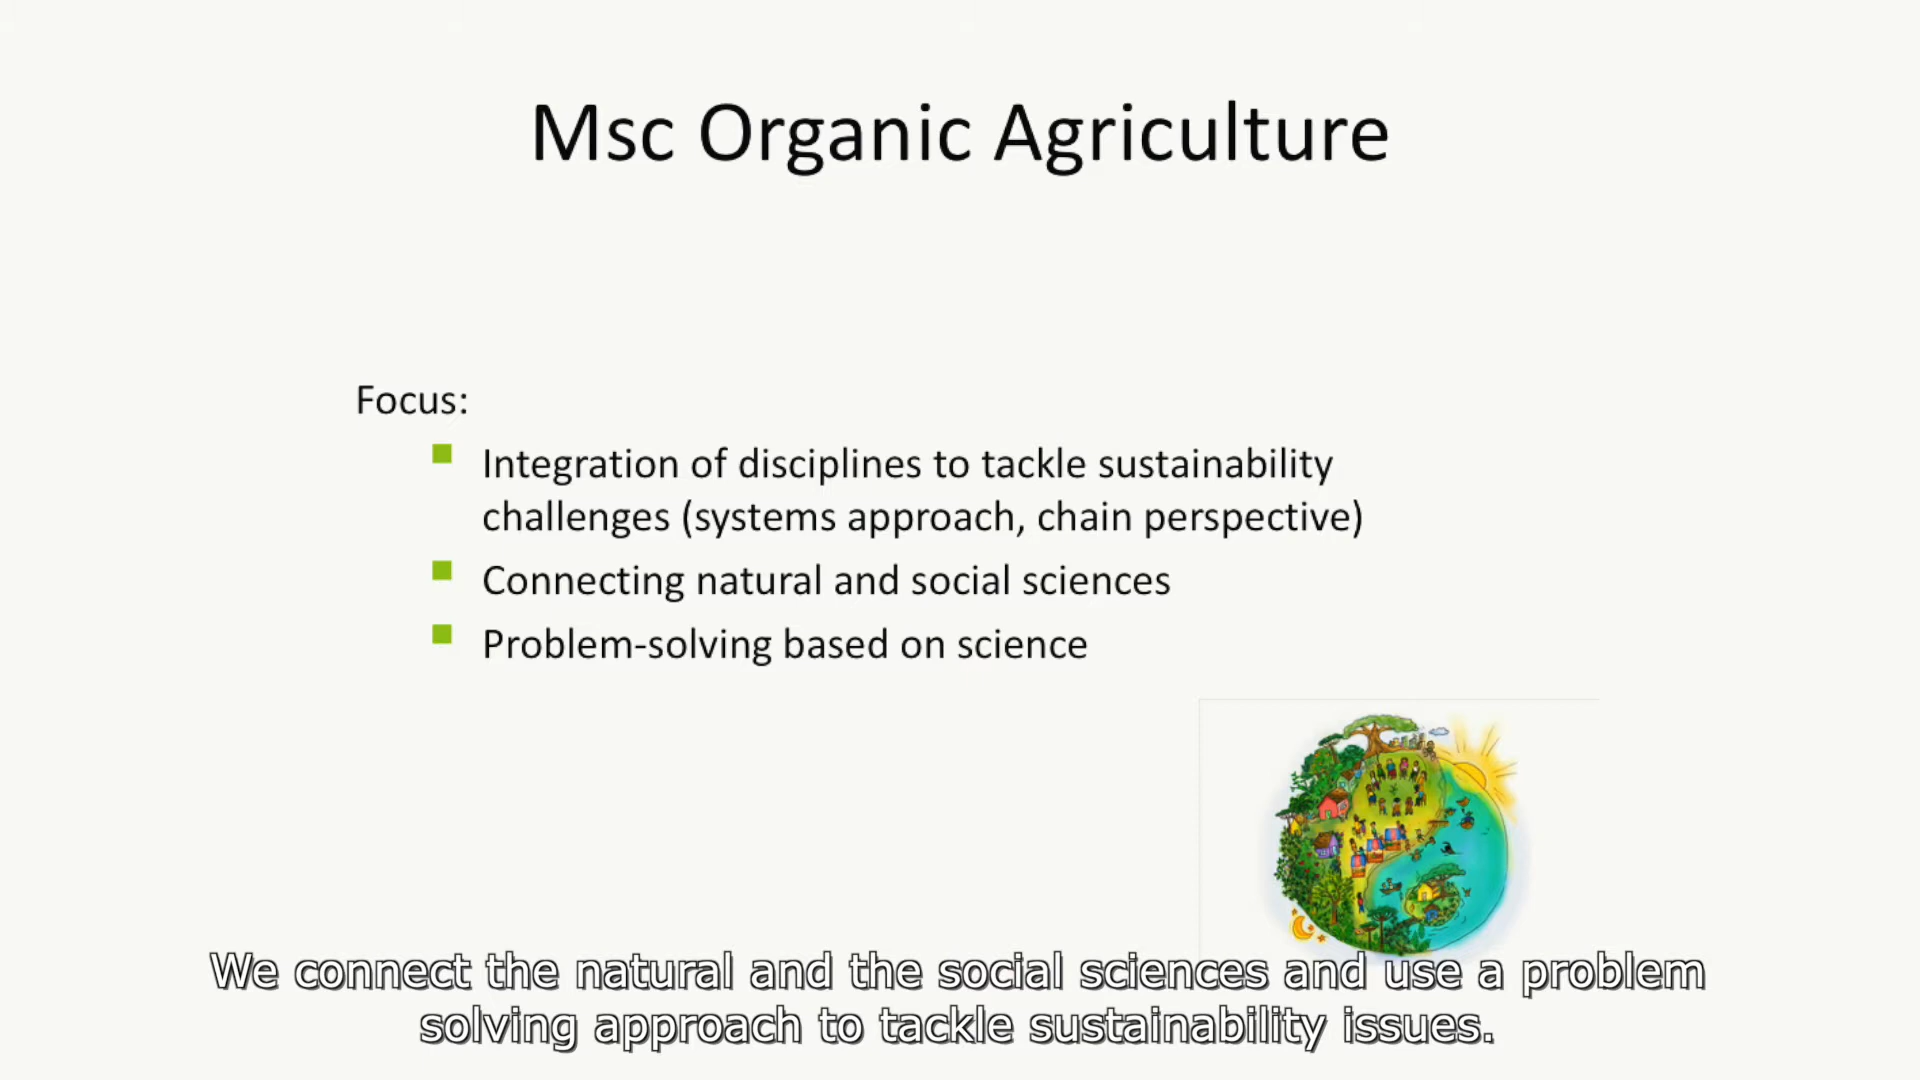 Msc Organic Agriculture
Focus:
Integration of disciplines to tackle sustainability
challenges (systems approach, chain perspective)
Connecting natural and social sciences
Problem-solving based on science
We connect the natural and the social sciences and use a problem
solving approach to tackle sustainability issues.